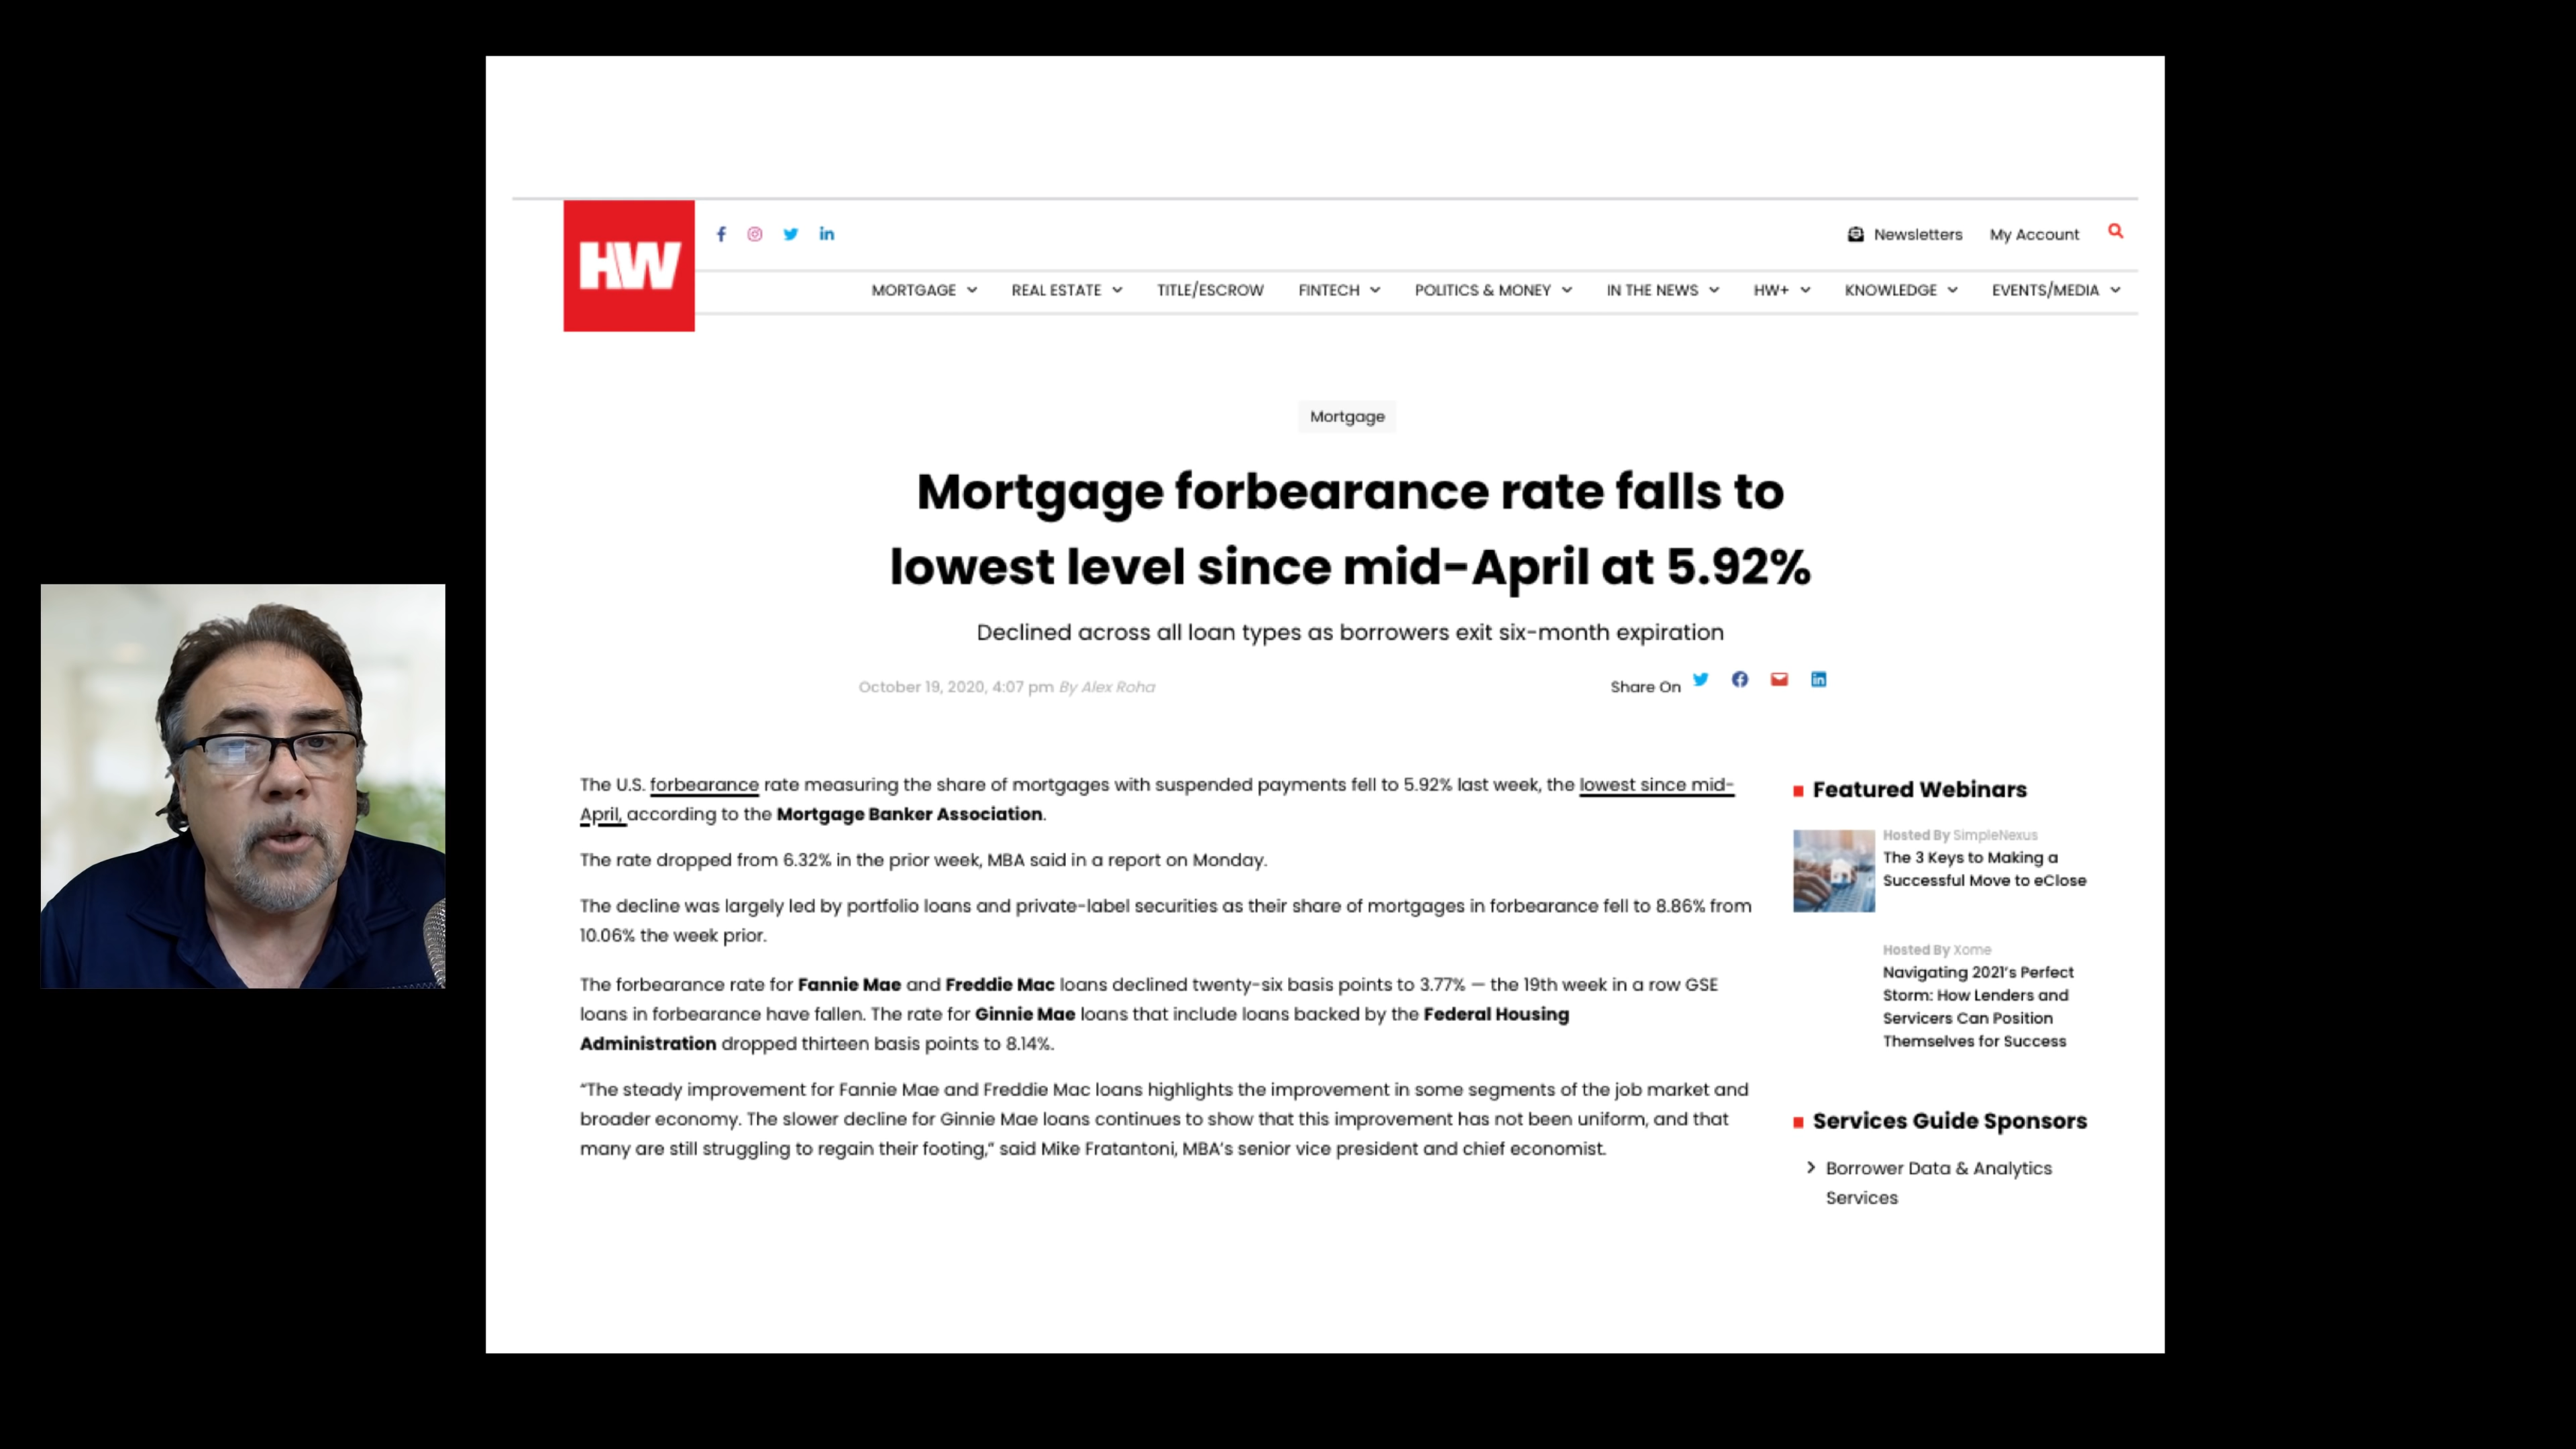 HW
Newsletters My Account
MORTGAGE REAL ESTATE TITLE/ESCROW FINTECH POLITICS & MONEY IN THE NEWS HW+ KNOWLEDGE EVENTS/MEDIA
Mortgage
Mortgage forbearance rate falls to
lowest level since mid-April at 5.92%
Declined across all loan types as borrowers exit six-month expiration
October 19, 2020, 4:07 pm By Alex Roha
Share On
The U.S. forbearance rate measuring the share of mortgages with suspended payments fell to 5.92% last week, the lowest since mid-
April, according to the Mortgage Banker Association.
The rate dropped from 6.32% in the prior week, MBA said in a report on Monday.
The decline was largely led by portfolio loans and private-label securities as their share of mortgages in forbearance fell to 8.86% from
10.06% the week prior.
The forbearance rate for Fannie Mae and Freddie Mac loans declined twenty-six basis points to 3.77% — the 19th week in a row GSE
loans in forbearance have fallen. The rate for Ginnie Mae loans that include loans backed by the Federal Housing
Administration dropped thirteen basis points to 8.14%.
“The steady improvement for Fannie Mae and Freddie Mac loans highlights the improvement in some segments of the job market and
broader economy. The slower decline for Ginnie Mae loans continues to show that this improvement has not been uniform, and that
many are still struggling to regain their footing,” said Mike Fratantoni, MBA’s senior vice president and chief economist.
Featured Webinars
Hosted By SimpleNexus
The 3 Keys to Making a
Successful Move to eClose
Hosted By Xome
Navigating 2021’s Perfect
Storm: How Lenders and
Servicers Can Position
Themselves for Success
Services Guide Sponsors
Borrower Data & Analytics
Services